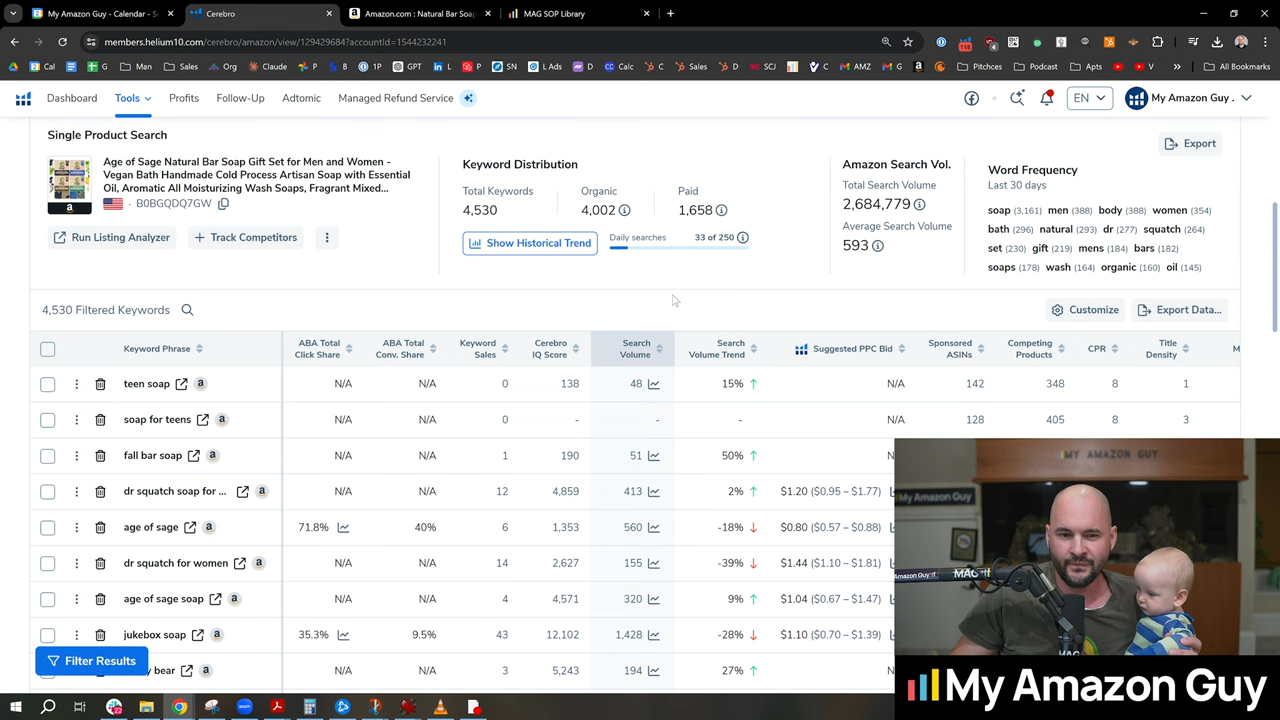 My Amazon Guy - Calendar - S
Cerebro
Amazon.com : Natural Bar Soap
MAG SOP Library
members.helium10.com/cerebro/amazon/view/129429684?accountId=1544232241
Cal
G
Man
Sales
Org
Claude
P
B
1P
GPT
L
P
SN
L Ads
D
Calc
C
Sales
D
SCJ
V
C
AMZ
G
Pitches
Podcast
Apts
V
All Bookmarks
Dashboard
Tools
Profits
Follow-Up
Adtomic
Managed Refund Service
EN
My Amazon Guy .
Single Product Search
Export
Age of Sage Natural Bar Soap Gift Set for Men and Women -
Vegan Bath Handmade Cold Process Artisan Soap with Essential
Oil, Aromatic All Moisturizing Wash Soaps, Fragrant Mixed...
B0BGQDQ7GW
Run Listing Analyzer
Track Competitors
Keyword Distribution
Total Keywords Organic Paid
4,530 4,002 1,658
Show Historical Trend
Daily searches 33 of 250
Amazon Search Vol.
Total Search Volume
2,684,779
Average Search Volume
593
Word Frequency
Last 30 days
soap (3,161) men (388) body (388) women (354)
bath (296) natural (293) dr (277) squatch (264)
set (230) gift (219) mens (184) bars (182)
soaps (178) wash (164) organic (160) oil (145)
4,530 Filtered Keywords
Customize
Export Data...
Keyword Phrase ABA Total Click Share ABA Total Conv. Share Keyword Sales Cerebro IQ Score Search Volume Search Volume Trend Suggested PPC Bid Sponsored ASINs Competing Products CPR Title Density M
teen soap N/A N/A 0 138 48 15% N/A 142 348 8 1
soap for teens N/A N/A 0 - - - N/A 128 405 8 3
fall bar soap N/A N/A 1 190 51 50% N
dr squatch soap for ... N/A N/A 12 4,859 413 2% $1.20 ($0.95 – $1.77)
age of sage 71.8% 40% 6 1,353 560 -18% $0.80 ($0.57 – $0.88)
dr squatch for women N/A N/A 14 2,627 155 -39% $1.44 ($1.10 – $1.81)
age of sage soap N/A N/A 4 4,571 320 9% $1.04 ($0.67 – $1.47)
jukebox soap 35.3% 9.5% 43 12,102 1,428 -28% $1.10 ($0.70 – $1.39)
bear N/A N/A 3 5,243 194 27%
Filter Results
MY AMAZON GUY
My Amazon Guy
Amazon Guy
MAG
My Amazon Guy